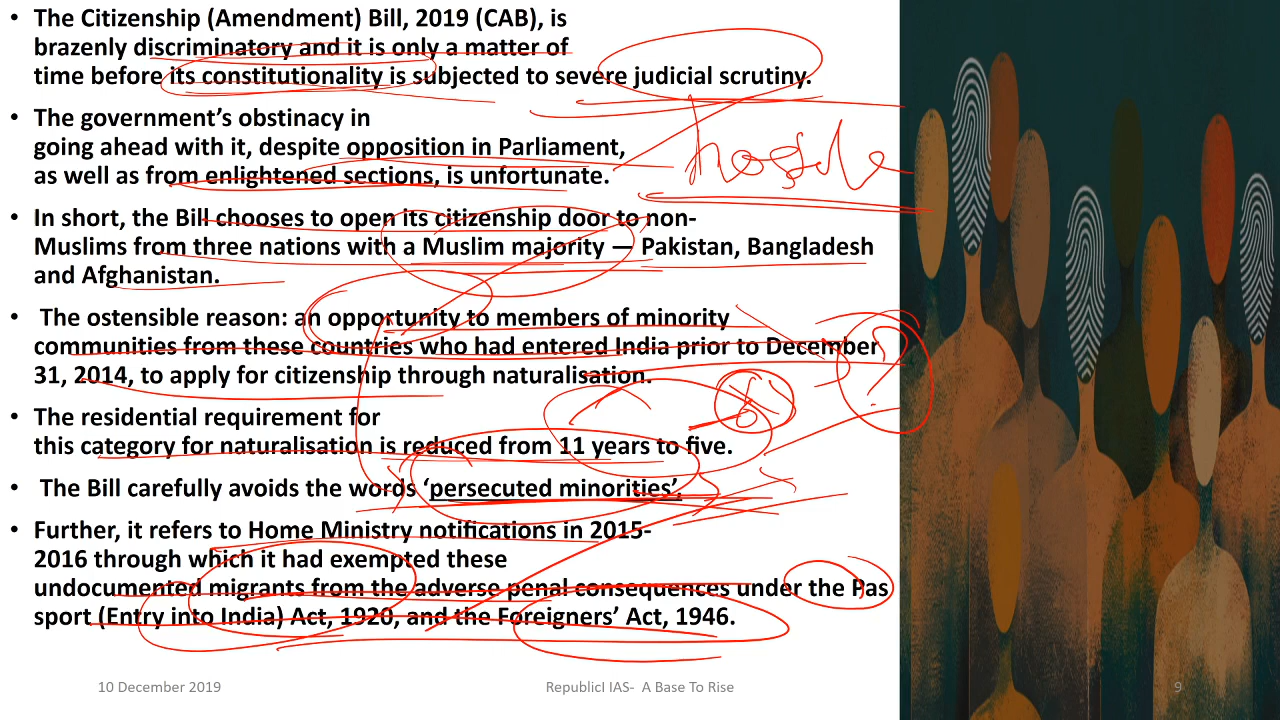 • The Citizenship (Amendment) Bill, 2019 (CAB), is
brazenly discriminatory and it is only a matter of
time before its constitutionality is subjected to severe judicial scrutiny.
• The government’s obstinacy in
going ahead with it, despite opposition in Parliament,
as well as from enlightened sections, is unfortunate.
• In short, the Bill chooses to open its citizenship door to non-
Muslims from three nations with a Muslim majority — Pakistan, Bangladesh
and Afghanistan.
• The ostensible reason: an opportunity to members of minority
communities from these countries who had entered India prior to December
31, 2014, to apply for citizenship through naturalisation.
• The residential requirement for
this category for naturalisation is reduced from 11 years to five.
• The Bill carefully avoids the words ‘persecuted minorities’,
• Further, it refers to Home Ministry notifications in 2015-
2016 through which it had exempted these
undocumented migrants from the adverse penal consequences under the Pas
sport (Entry into India) Act, 1920, and the Foreigners’ Act, 1946.
10 December 2019
RepublicI IAS- A Base To Rise
9